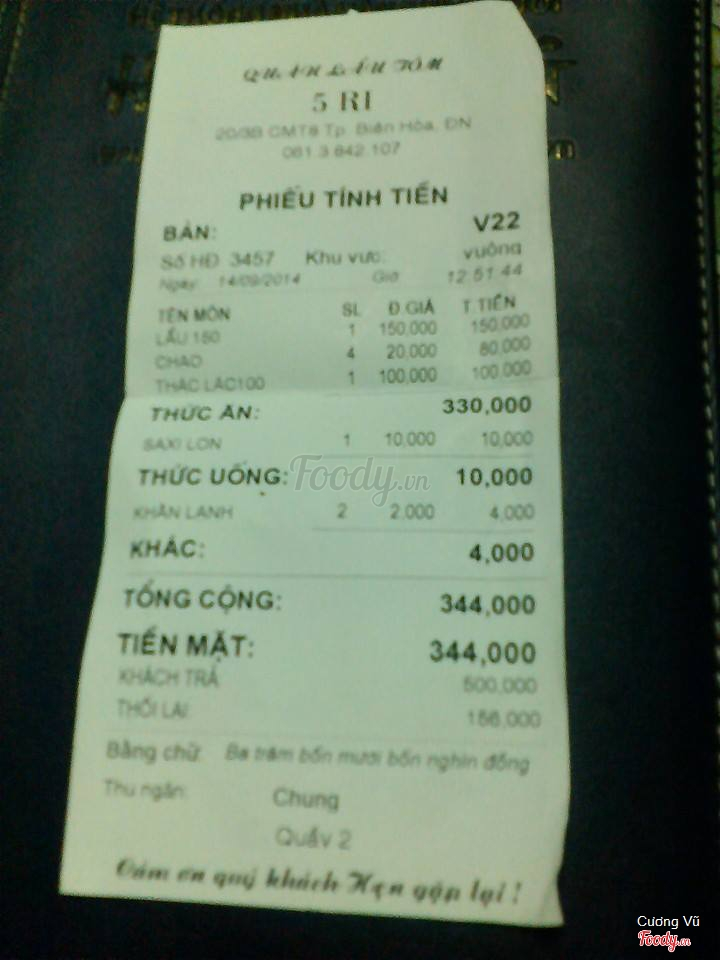 QUÁN LẨU TÔM
5 RI
20/3B CMT8 Tp. Biên Hòa, ĐN
061.3.842.107
PHIẾU TÍNH TIỀN
BÀN: V22
Số HĐ 3457 Khu vực: vuông
Ngày: 14/09/2014 Giờ 12:51:44
TÊN MÓN SL Đ.GIÁ T.TIỀN
LẨU 150 1 150,000 150,000
CHAO 4 20,000 80,000
THÁC LÁC100 1 100,000 100,000
THỨC ĂN: 330,000
SAXI LON 1 10,000 10,000
THỨC UỐNG: 10,000
KHĂN LẠNH 2 2,000 4,000
KHÁC: 4,000
TỔNG CỘNG: 344,000
TIỀN MẶT: 344,000
KHÁCH TRẢ 500,000
THỐI LẠI: 156,000
Bằng chữ: Ba trăm bốn mươi bốn nghìn đồng
Thu ngân: Chung
Quầy 2
Cám ơn quý khách Hẹn gặp lại !
Foody.vn
Cương Vũ
Foody.vn